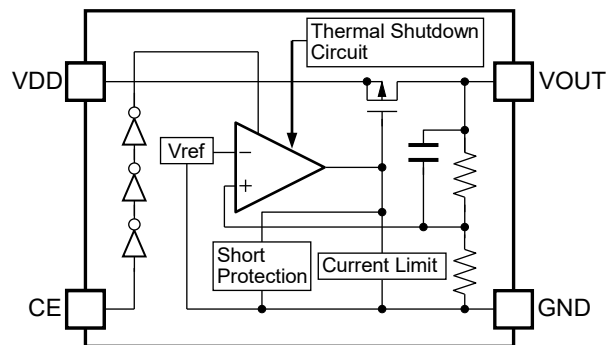 Thermal Shutdown
Circuit
VDD
VOUT
Vref
−
+
Short
Protection
Current Limit
CE
GND